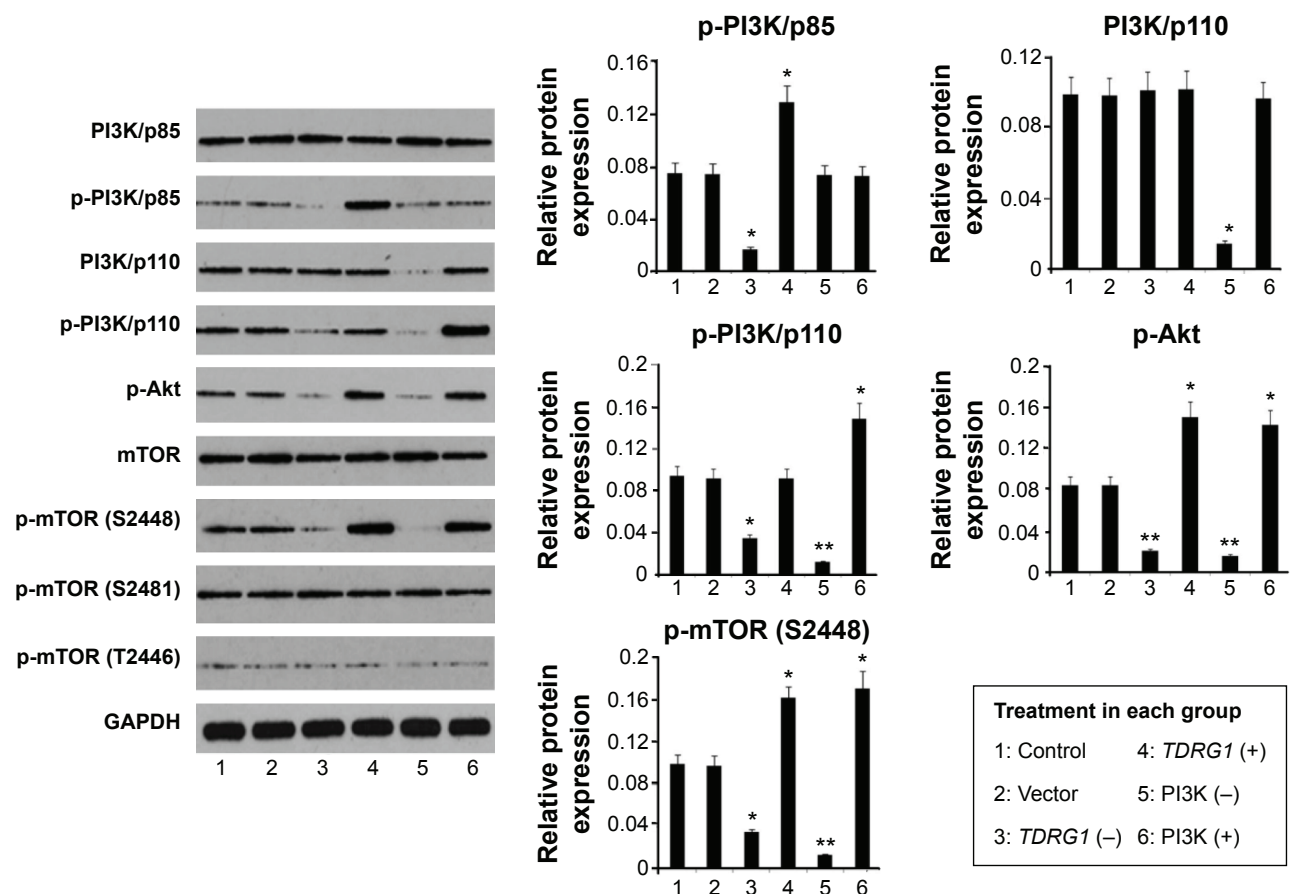 PI3K/p85
p-PI3K/p85
PI3K/p110
p-PI3K/p110
p-Akt
mTOR
p-mTOR (S2448)
p-mTOR (S2481)
p-mTOR (T2446)
GAPDH
1 2 3 4 5 6
p-PI3K/p85
Relative protein
expression
0.16
0.12
0.08
0.04
0
*
*
1 2 3 4 5 6
PI3K/p110
Relative protein
expression
0.12
0.08
0.04
0
*
1 2 3 4 5 6
p-PI3K/p110
Relative protein
expression
0.2
0.16
0.12
0.08
0.04
0
*
**
*
1 2 3 4 5 6
p-Akt
Relative protein
expression
0.2
0.16
0.12
0.08
0.04
0
**
*
**
*
1 2 3 4 5 6
p-mTOR (S2448)
Relative protein
expression
0.2
0.16
0.12
0.08
0.04
0
*
*
**
*
1 2 3 4 5 6
Treatment in each group
1: Control 4: TDRG1 (+)
2: Vector 5: PI3K (–)
3: TDRG1 (–) 6: PI3K (+)